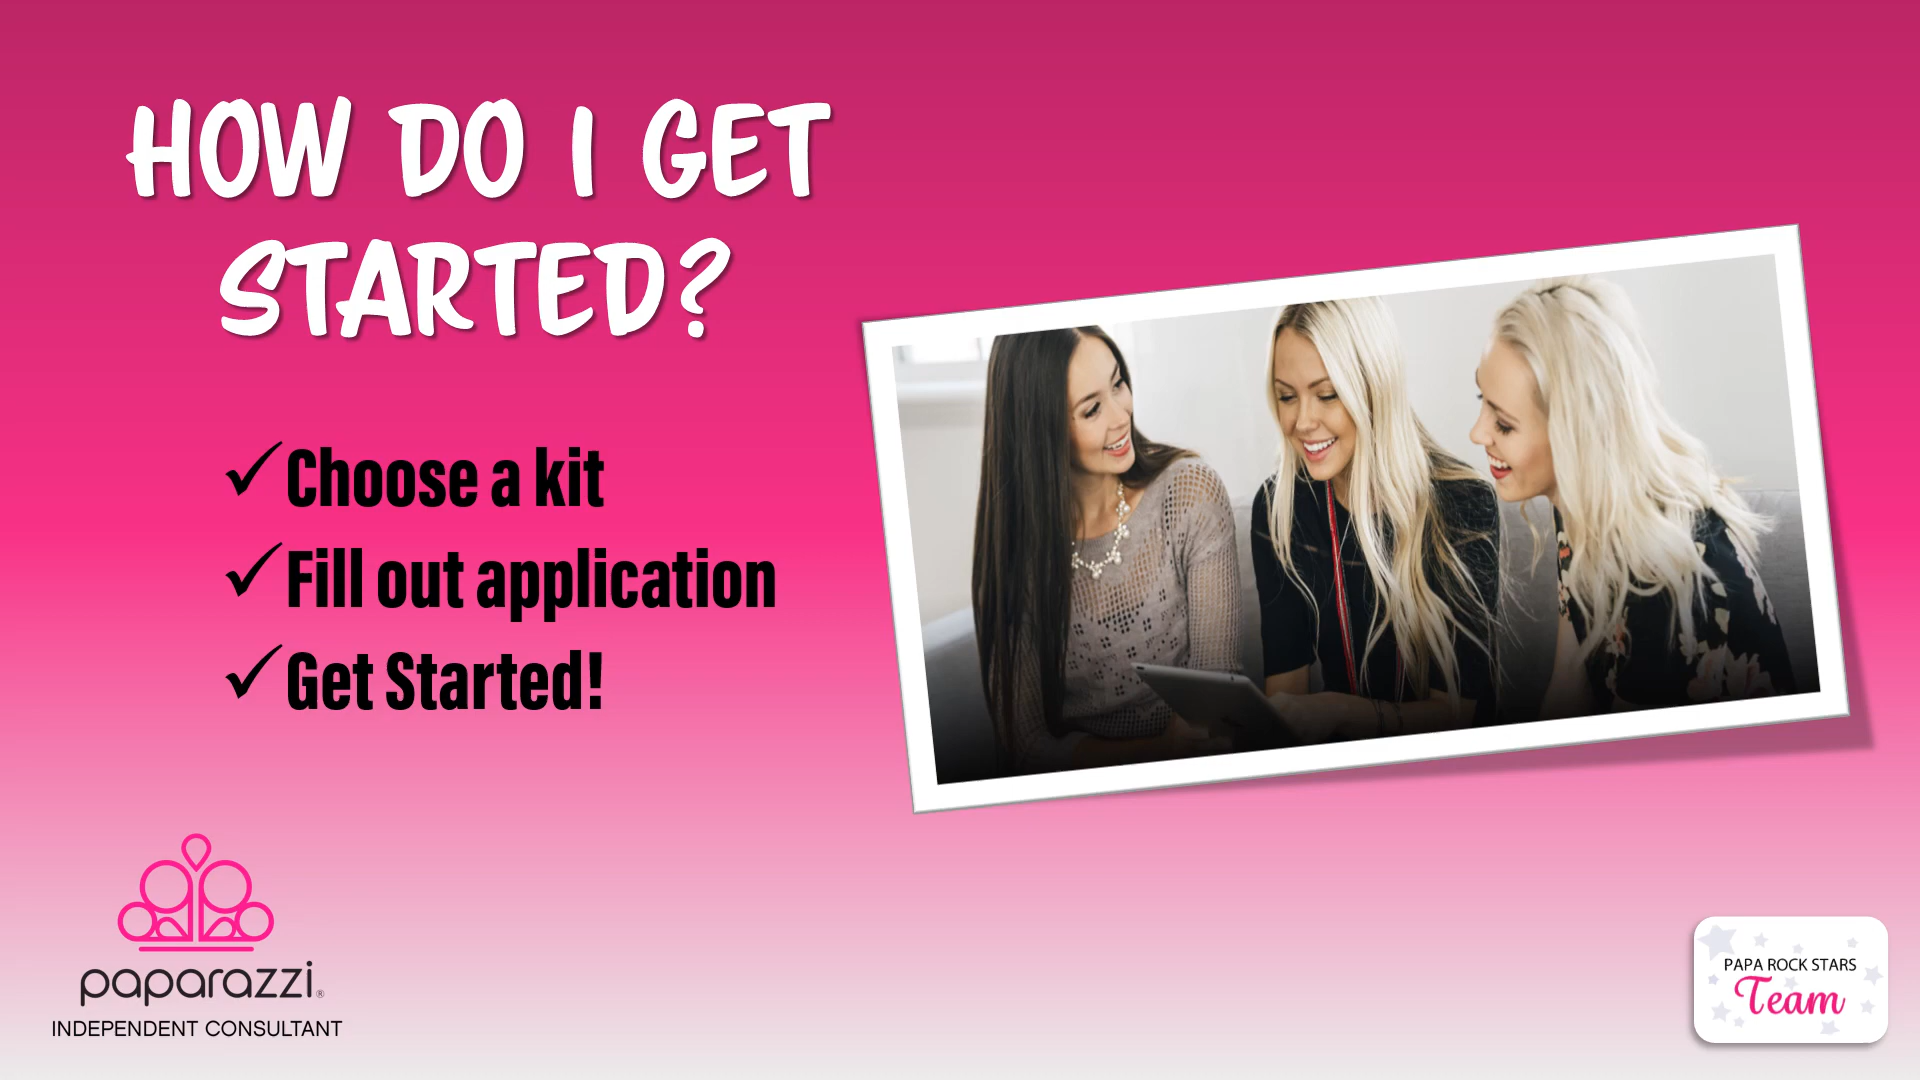 HOW DO I GET
STARTED?
✓Choose a kit
✓Fill out application
✓Get Started!
paparazzi®
INDEPENDENT CONSULTANT
PAPA ROCK STARS
Team